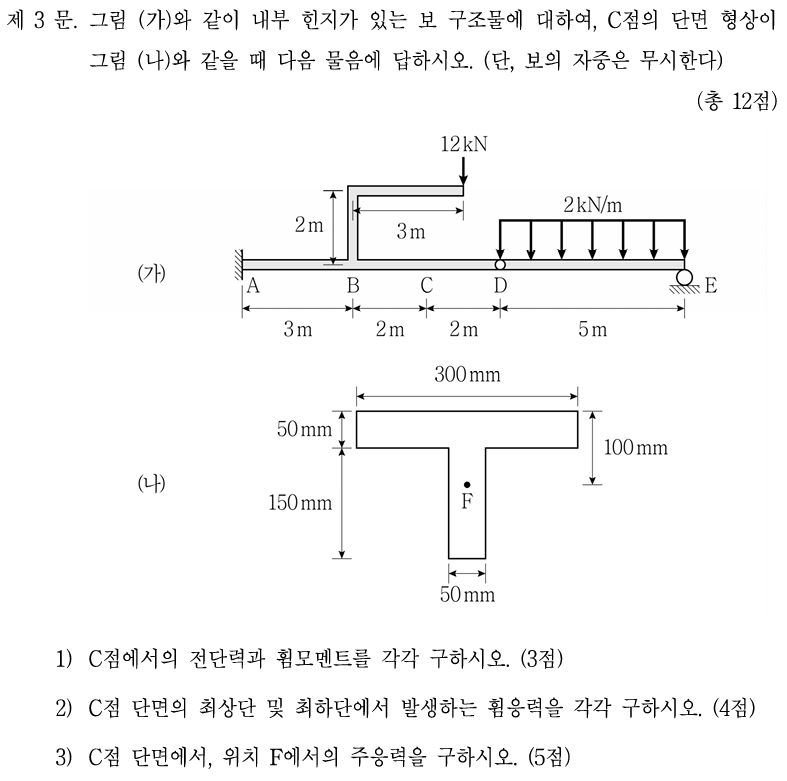 제 3 문. 그림 (가)와 같이 내부 힌지가 있는 보 구조물에 대하여, C점의 단면 형상이
그림 (나)와 같을 때 다음 물음에 답하시오. (단, 보의 자중은 무시한다)
(총 12점)
12kN
2m
3m
2kN/m
(가)
A
B
C
D
E
3m
2m
2m
5m
300mm
50mm
100mm
(나)
150mm
F
50mm
1) C점에서의 전단력과 휨모멘트를 각각 구하시오. (3점)
2) C점 단면의 최상단 및 최하단에서 발생하는 휨응력을 각각 구하시오. (4점)
3) C점 단면에서, 위치 F에서의 주응력을 구하시오. (5점)